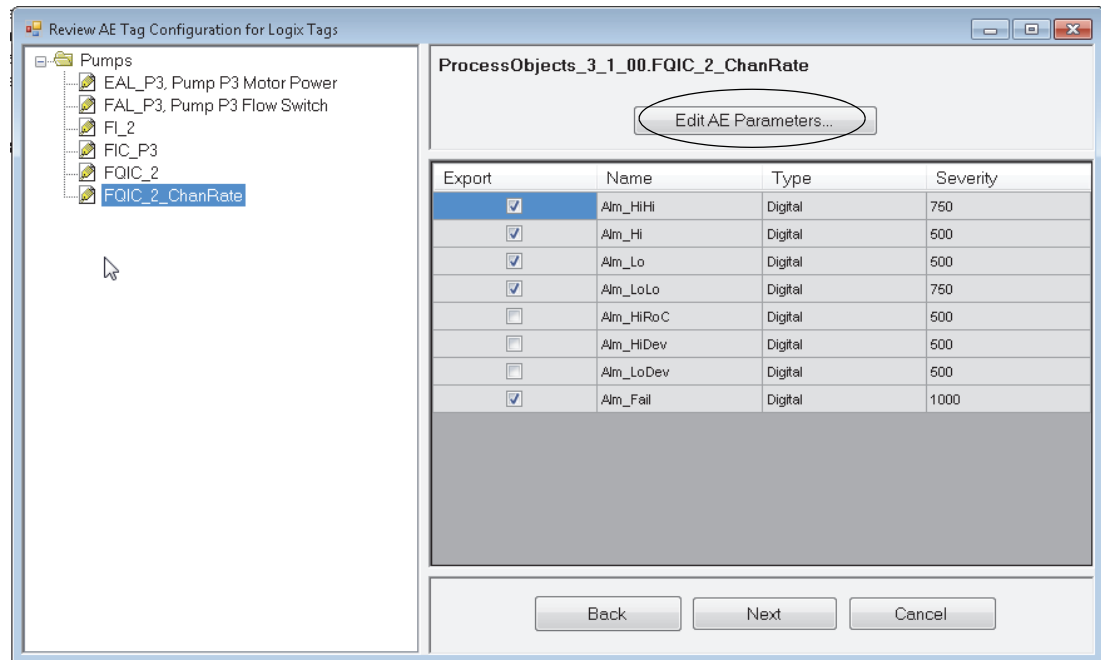 Review AE Tag Configuration for Logix Tags
Pumps
EAL_P3, Pump P3 Motor Power
FAL_P3, Pump P3 Flow Switch
FI_2
FIC_P3
FQIC_2
FQIC_2_ChanRate
ProcessObjects_3_1_00.FQIC_2_ChanRate
Edit AE Parameters...
Export Name Type Severity
Alm_HiHi Digital 750
Alm_Hi Digital 500
Alm_Lo Digital 500
Alm_LoLo Digital 750
Alm_HiRoC Digital 500
Alm_HiDev Digital 500
Alm_LoDev Digital 500
Alm_Fail Digital 1000
Back Next Cancel